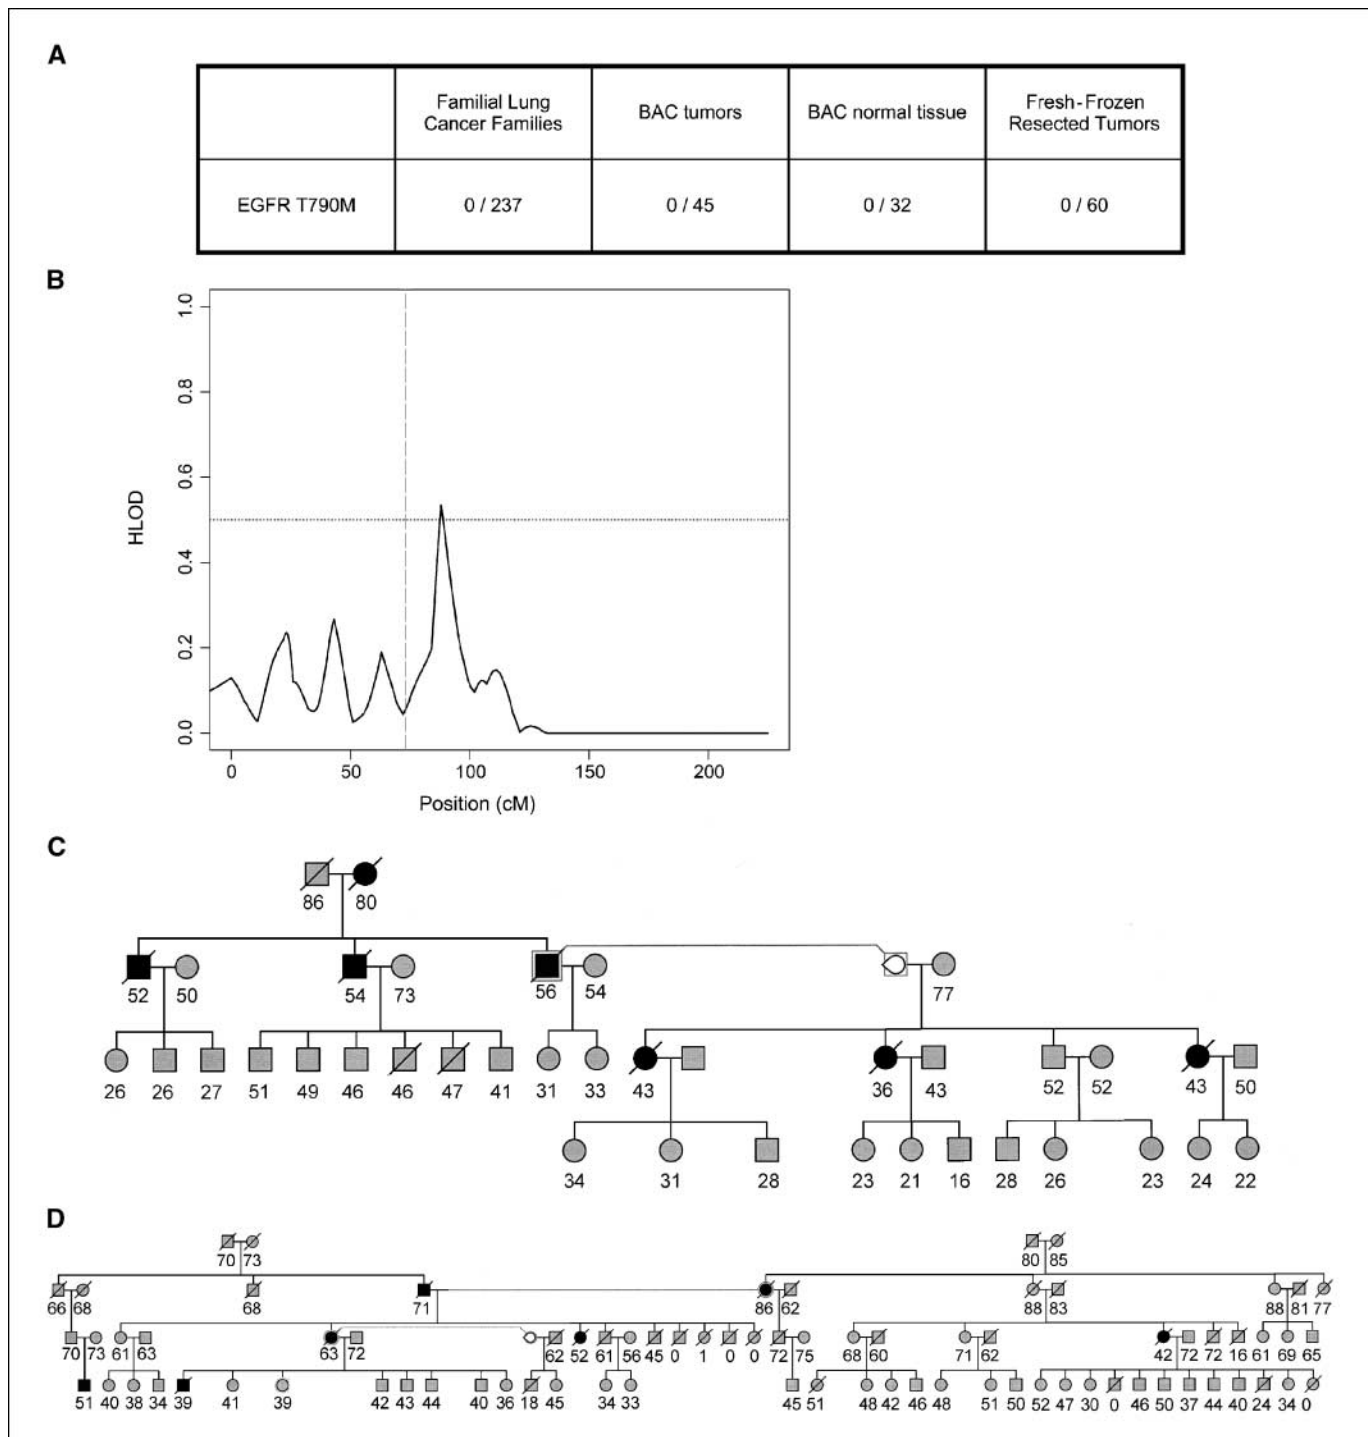 A
Familial Lung
Cancer Families
BAC tumors
BAC normal tissue
Fresh-Frozen
Resected Tumors
EGFR T790M
0 / 237
0 / 45
0 / 32
0 / 60
B
1.0
0.8
0.6
0.4
0.2
0.0
HLOD
0 50 100 150 200
Position (cM)
C
86 80
52 50 54 73 56 54 77
26 26 27 51 49 46 46 47 41 31 33 43 36 43 52 52 43 50
34 31 28 23 21 16 28 26 23 24 22
D
70 73 80 85
66 68 68 71 86 62 88 83 88 81 77
70 73 61 63 63 72 62 52 61 56 45 0 1 0 0 72 75 68 60 71 62 42 72 72 16 61 69 65
51 40 38 34 39 41 39 42 43 44 40 36 18 45 34 33 45 51 48 42 46 48 51 50 52 47 30 0 46 50 37 44 40 24 34 0